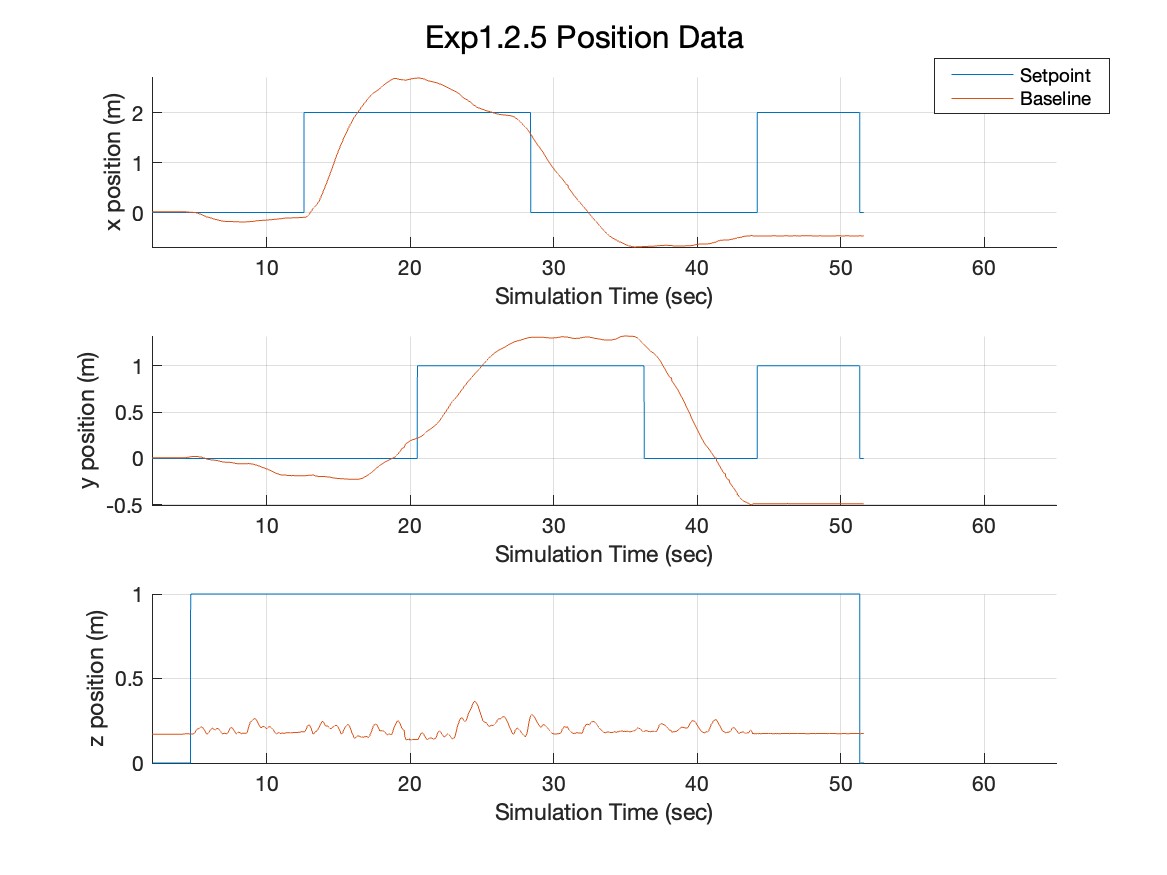 Exp1.2.5 Position Data
Setpoint
Baseline
x position (m)
2
1
0
10 20 30 40 50 60
Simulation Time (sec)
y position (m)
1
0.5
0
-0.5
10 20 30 40 50 60
Simulation Time (sec)
z position (m)
1
0.5
0
10 20 30 40 50 60
Simulation Time (sec)